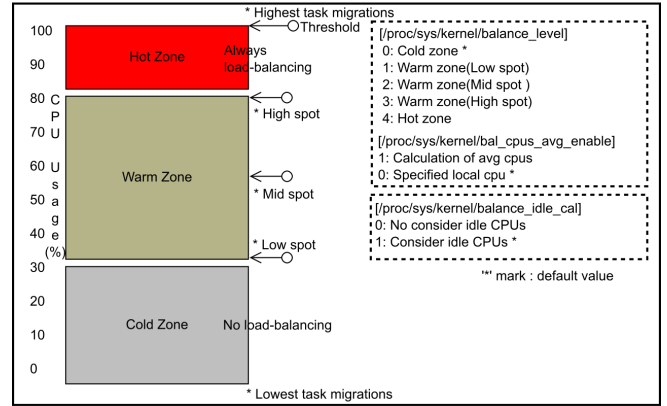 * Highest task migrations
Threshold
100
90
80
70
60
50
40
30
20
10
0
CPU Usage
(%)
Hot Zone
Always
load-balancing
* High spot
Warm Zone
* Mid spot
* Low spot
Cold Zone
No load-balancing
* Lowest task migrations
[/proc/sys/kernel/balance_level]
0: Cold zone *
1: Warm zone(Low spot)
2: Warm zone(Mid spot )
3: Warm zone(High spot)
4: Hot zone
[/proc/sys/kernel/bal_cpus_avg_enable]
1: Calculation of avg cpus
0: Specified local cpu *
[/proc/sys/kernel/balance_idle_cal]
0: No consider idle CPUs
1: Consider idle CPUs *
'*' mark : default value